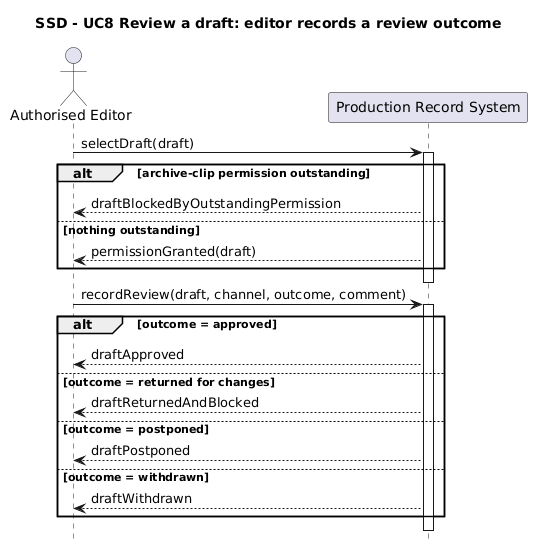 SSD - UC8 Review a draft: editor records a review outcome
Authorised Editor
Production Record System
selectDraft(draft)
alt [archive-clip permission outstanding]
draftBlockedByOutstandingPermission
[nothing outstanding]
permissionGranted(draft)
recordReview(draft, channel, outcome, comment)
alt [outcome = approved]
draftApproved
[outcome = returned for changes]
draftReturnedAndBlocked
[outcome = postponed]
draftPostponed
[outcome = withdrawn]
draftWithdrawn